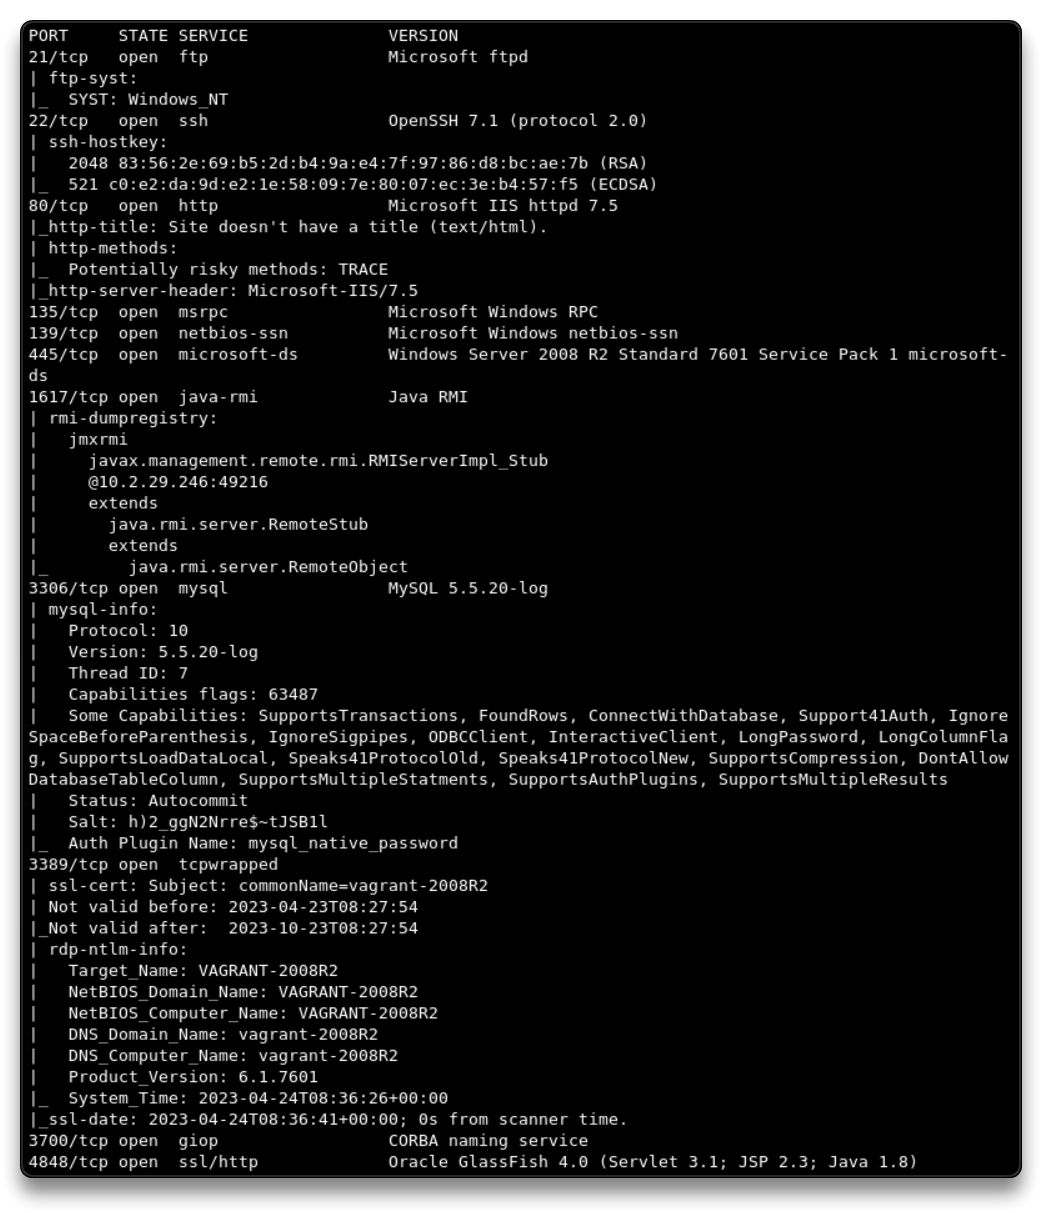 PORT     STATE SERVICE              VERSION
21/tcp   open  ftp                  Microsoft ftpd
| ftp-syst:
|_  SYST: Windows_NT
22/tcp   open  ssh                  OpenSSH 7.1 (protocol 2.0)
| ssh-hostkey:
|   2048 83:56:2e:69:b5:2d:b4:9a:e4:7f:97:86:d8:bc:ae:7b (RSA)
|_  521 c0:e2:da:9d:e2:1e:58:09:7e:80:07:ec:3e:b4:57:f5 (ECDSA)
80/tcp   open  http                 Microsoft IIS httpd 7.5
|_http-title: Site doesn't have a title (text/html).
| http-methods:
|_  Potentially risky methods: TRACE
|_http-server-header: Microsoft-IIS/7.5
135/tcp  open  msrpc                Microsoft Windows RPC
139/tcp  open  netbios-ssn          Microsoft Windows netbios-ssn
445/tcp  open  microsoft-ds         Windows Server 2008 R2 Standard 7601 Service Pack 1 microsoft-
ds
1617/tcp open  java-rmi             Java RMI
| rmi-dumpregistry:
|   jmxrmi
|     javax.management.remote.rmi.RMIServerImpl_Stub
|     @10.2.29.246:49216
|     extends
|       java.rmi.server.RemoteStub
|       extends
|_        java.rmi.server.RemoteObject
3306/tcp open  mysql                MySQL 5.5.20-log
| mysql-info:
|   Protocol: 10
|   Version: 5.5.20-log
|   Thread ID: 7
|   Capabilities flags: 63487
|   Some Capabilities: SupportsTransactions, FoundRows, ConnectWithDatabase, Support41Auth, Ignore
SpaceBeforeParenthesis, IgnoreSigpipes, ODBCClient, InteractiveClient, LongPassword, LongColumnFla
g, SupportsLoadDataLocal, Speaks41ProtocolOld, Speaks41ProtocolNew, SupportsCompression, DontAllow
DatabaseTableColumn, SupportsMultipleStatments, SupportsAuthPlugins, SupportsMultipleResults
|   Status: Autocommit
|   Salt: h)2_ggN2Nrre$~tJSB1l
|_  Auth Plugin Name: mysql_native_password
3389/tcp open  tcpwrapped
| ssl-cert: Subject: commonName=vagrant-2008R2
| Not valid before: 2023-04-23T08:27:54
|_Not valid after:  2023-10-23T08:27:54
| rdp-ntlm-info:
|   Target_Name: VAGRANT-2008R2
|   NetBIOS_Domain_Name: VAGRANT-2008R2
|   NetBIOS_Computer_Name: VAGRANT-2008R2
|   DNS_Domain_Name: vagrant-2008R2
|   DNS_Computer_Name: vagrant-2008R2
|   Product_Version: 6.1.7601
|_  System_Time: 2023-04-24T08:36:26+00:00
|_ssl-date: 2023-04-24T08:36:41+00:00; 0s from scanner time.
3700/tcp open  giop                 CORBA naming service
4848/tcp open  ssl/http             Oracle GlassFish 4.0 (Servlet 3.1; JSP 2.3; Java 1.8)